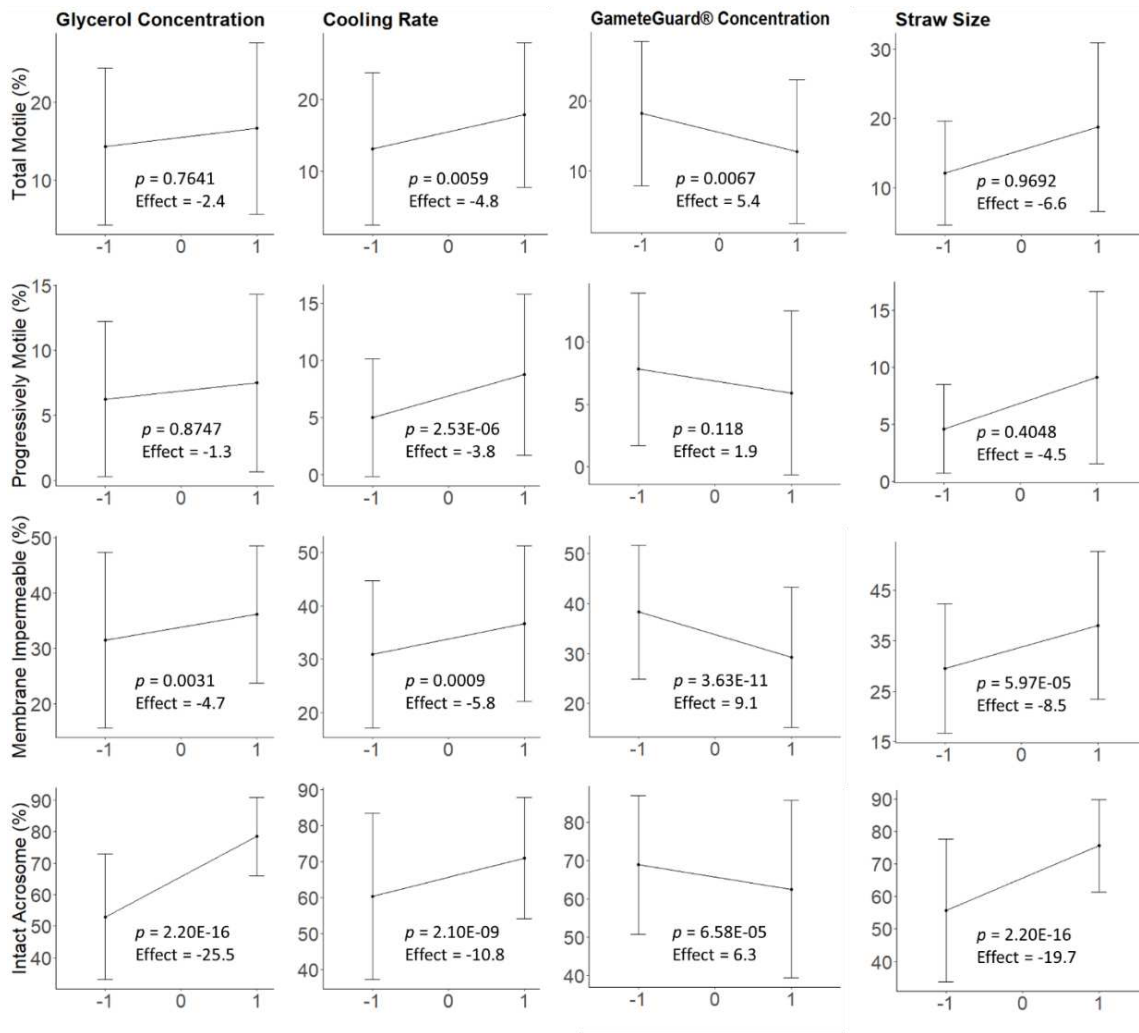 Glycerol Concentration
Cooling Rate
GameteGuard® Concentration
Straw Size
Total Motile (%)
20
10
p = 0.7641
Effect = -2.4
-1 0 1
20
10
p = 0.0059
Effect = -4.8
-1 0 1
20
10
p = 0.0067
Effect = 5.4
-1 0 1
30
20
10
p = 0.9692
Effect = -6.6
-1 0 1
Progressively Motile (%)
15
10
5
0
p = 0.8747
Effect = -1.3
-1 0 1
15
10
5
0
p = 2.53E-06
Effect = -3.8
-1 0 1
10
5
0
p = 0.118
Effect = 1.9
-1 0 1
15
10
5
0
p = 0.4048
Effect = -4.5
-1 0 1
Membrane Impermeable (%)
50
40
30
20
p = 0.0031
Effect = -4.7
-1 0 1
50
40
30
20
p = 0.0009
Effect = -5.8
-1 0 1
50
40
30
20
p = 3.63E-11
Effect = 9.1
-1 0 1
45
35
25
15
p = 5.97E-05
Effect = -8.5
-1 0 1
Intact Acrosome (%)
90
80
70
60
50
40
p = 2.20E-16
Effect = -25.5
-1 0 1
90
80
70
60
50
40
p = 2.10E-09
Effect = -10.8
-1 0 1
80
70
60
50
40
p = 6.58E-05
Effect = 6.3
-1 0 1
90
80
70
60
50
40
p = 2.20E-16
Effect = -19.7
-1 0 1